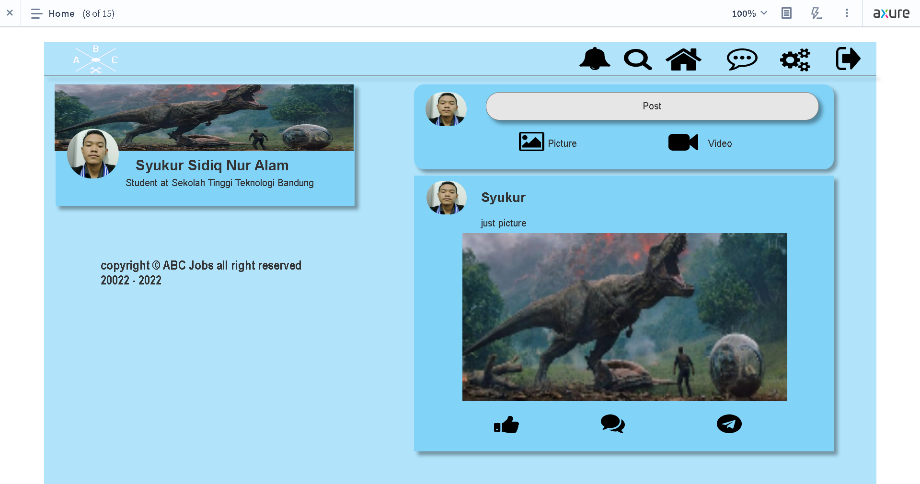 Home (8 of 15)
100%
axure
A B C
Post
Picture
Video
Syukur Sidiq Nur Alam
Student at Sekolah Tinggi Teknologi Bandung
Syukur
just picture
copyright © ABC Jobs all right reserved
20022 - 2022